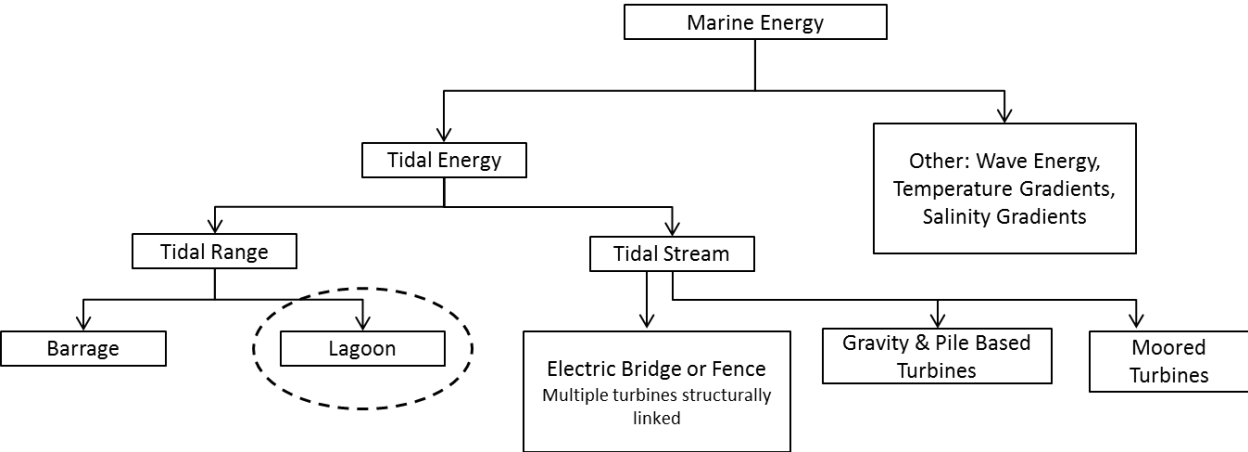 Marine Energy
Tidal Energy
Other: Wave Energy,
Temperature Gradients,
Salinity Gradients
Tidal Range
Tidal Stream
Barrage
Lagoon
Electric Bridge or Fence
Multiple turbines structurally
linked
Gravity & Pile Based
Turbines
Moored
Turbines